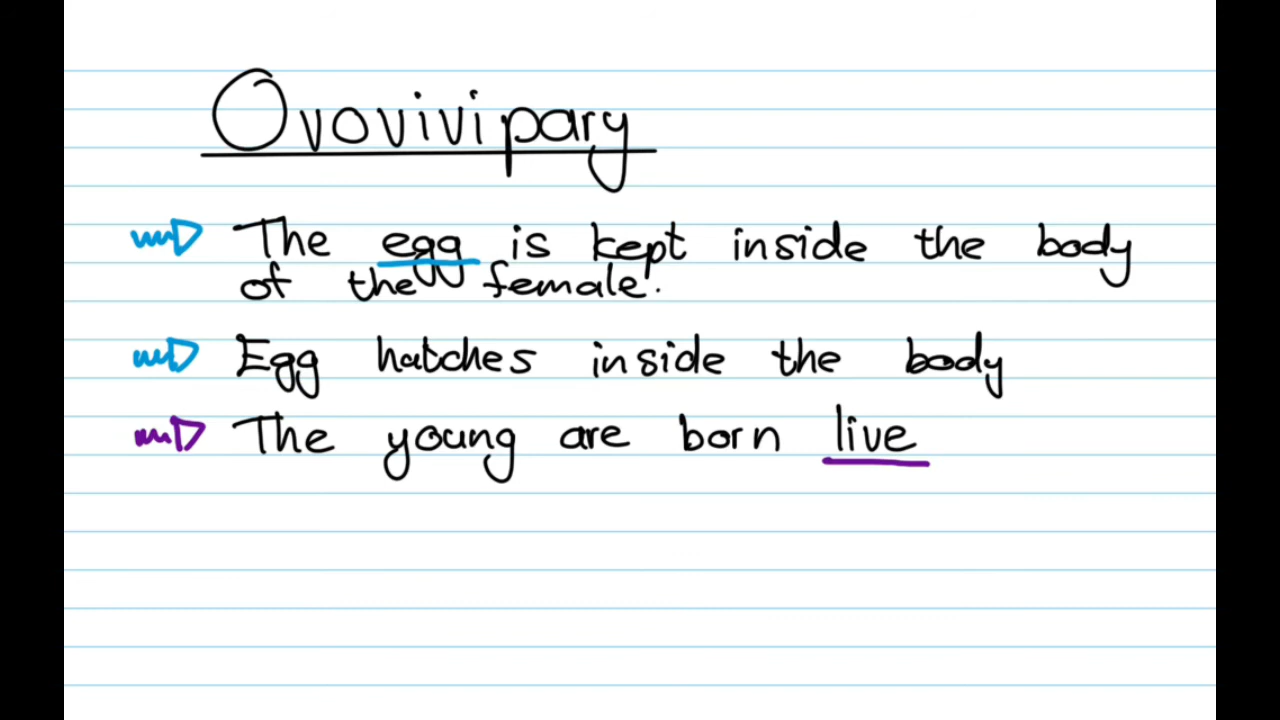 Ovovivipary
The egg is kept inside the body
of the female.
Egg hatches inside the body
The young are born live